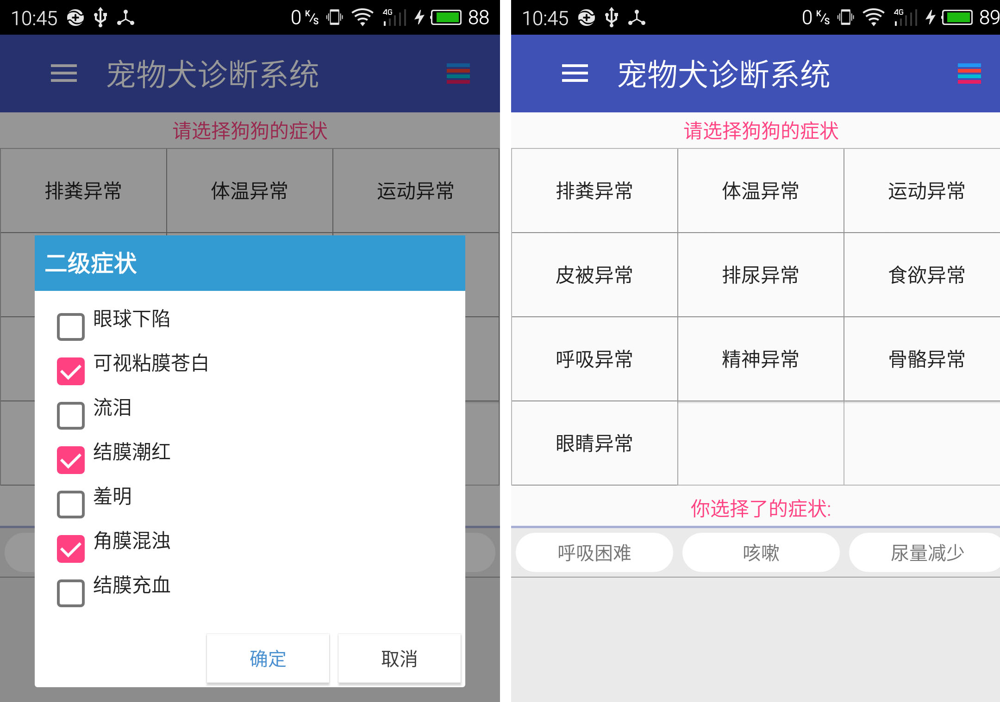 10:45 0 K/S 4G 88
宠物犬诊断系统
请选择狗狗的症状
排粪异常 体温异常 运动异常
二级症状
眼球下陷
可视粘膜苍白
流泪
结膜潮红
羞明
角膜混浊
结膜充血
确定 取消
10:45 0 K/S 4G 89
宠物犬诊断系统
请选择狗狗的症状
排粪异常 体温异常 运动异常
皮被异常 排尿异常 食欲异常
呼吸异常 精神异常 骨骼异常
眼睛异常
你选择了的症状:
呼吸困难 咳嗽 尿量减少